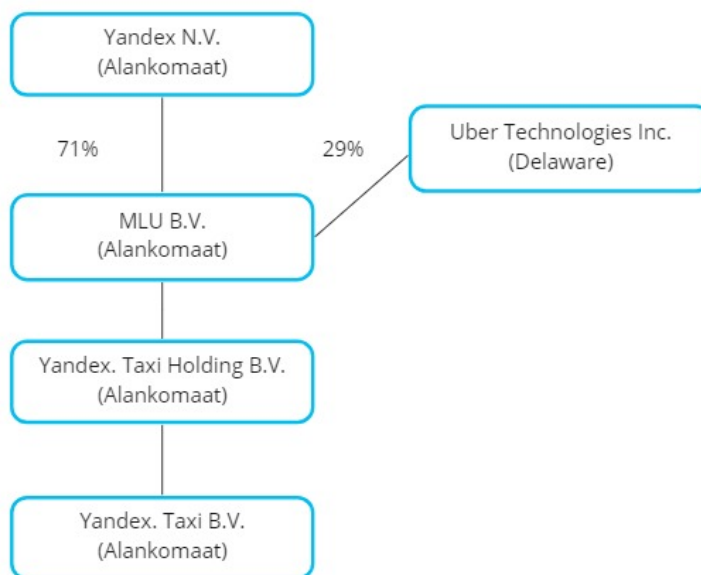 Yandex N.V.
(Alankomaat)
71%
29%
Uber Technologies Inc.
(Delaware)
MLU B.V.
(Alankomaat)
Yandex. Taxi Holding B.V.
(Alankomaat)
Yandex. Taxi B.V.
(Alankomaat)